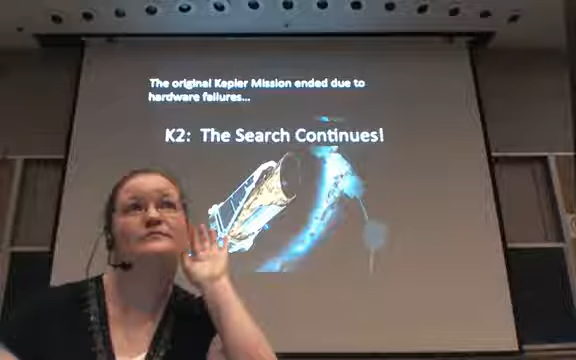 The original Kepler Mission ended due to
hardware failures...
K2: The Search Continues!